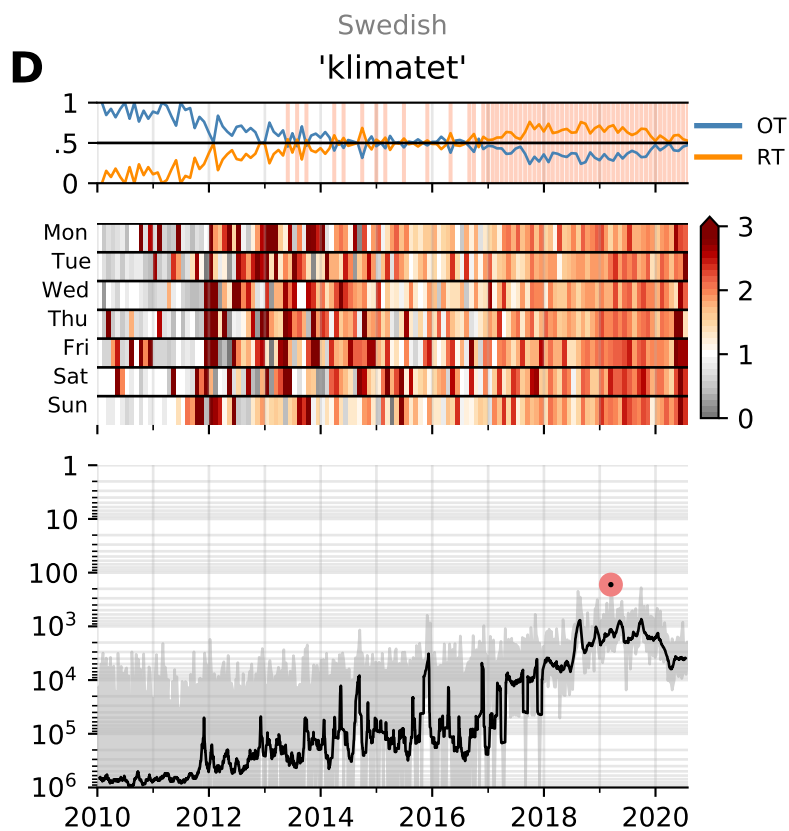 Swedish
D
'klimatet'
1
.5
0
OT
RT
Mon
Tue
Wed
Thu
Fri
Sat
Sun
3
2
1
0
1
10
100
10³
10⁴
10⁵
10⁶
2010 2012 2014 2016 2018 2020